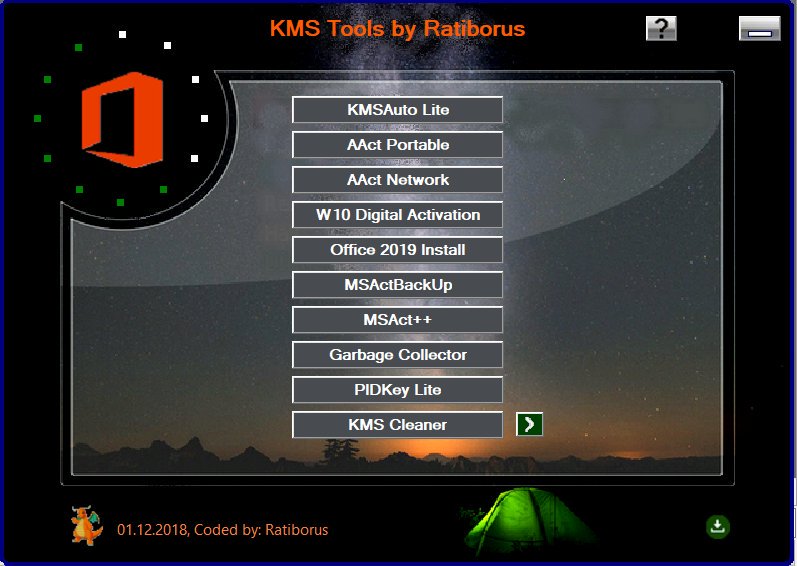 KMS Tools by Ratiborus
?
KMSAuto Lite
AAct Portable
AAct Network
W10 Digital Activation
Office 2019 Install
MSActBackUp
MSAct++
Garbage Collector
PIDKey Lite
KMS Cleaner
01.12.2018, Coded by: Ratiborus